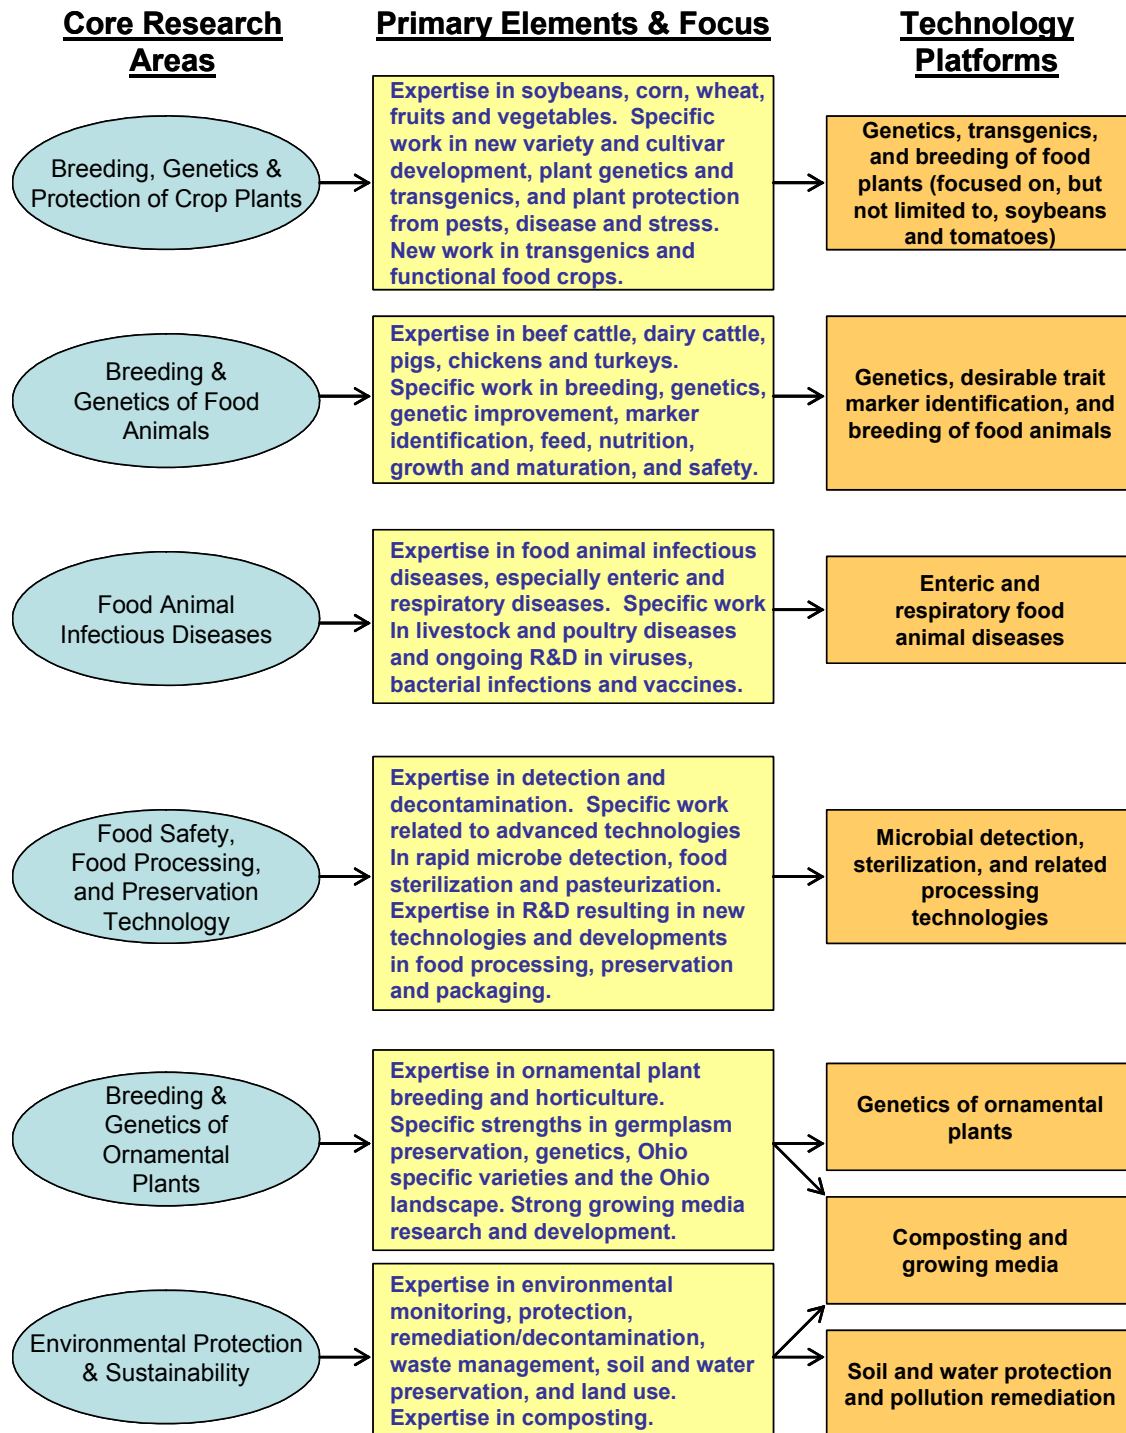 Core Research
Areas
Primary Elements & Focus
Technology
Platforms
Breeding, Genetics &
Protection of Crop Plants
Expertise in soybeans, corn, wheat,
fruits and vegetables.  Specific
work in new variety and cultivar
development, plant genetics and
transgenics, and plant protection
from pests, disease and stress.
New work in transgenics and
functional food crops.
Genetics, transgenics,
and breeding of food
plants (focused on, but
not limited to, soybeans
and tomatoes)
Breeding &
Genetics of Food
Animals
Expertise in beef cattle, dairy cattle,
pigs, chickens and turkeys.
Specific work in breeding, genetics,
genetic improvement, marker
identification, feed, nutrition,
growth and maturation, and safety.
Genetics, desirable trait
marker identification, and
breeding of food animals
Food Animal
Infectious Diseases
Expertise in food animal infectious
diseases, especially enteric and
respiratory diseases.  Specific work
In livestock and poultry diseases
and ongoing R&D in viruses,
bacterial infections and vaccines.
Enteric and
respiratory food
animal diseases
Food Safety,
Food Processing,
and Preservation
Technology
Expertise in detection and
decontamination.  Specific work
related to advanced technologies
In rapid microbe detection, food
sterilization and pasteurization.
Expertise in R&D resulting in new
technologies and developments
in food processing, preservation
and packaging.
Microbial detection,
sterilization, and related
processing
technologies
Breeding &
Genetics of
Ornamental
Plants
Expertise in ornamental plant
breeding and horticulture.
Specific strengths in germplasm
preservation, genetics, Ohio
specific varieties and the Ohio
landscape. Strong growing media
research and development.
Genetics of ornamental
plants
Composting and
growing media
Environmental Protection
& Sustainability
Expertise in environmental
monitoring, protection,
remediation/decontamination,
waste management, soil and water
preservation, and land use.
Expertise in composting.
Soil and water protection
and pollution remediation